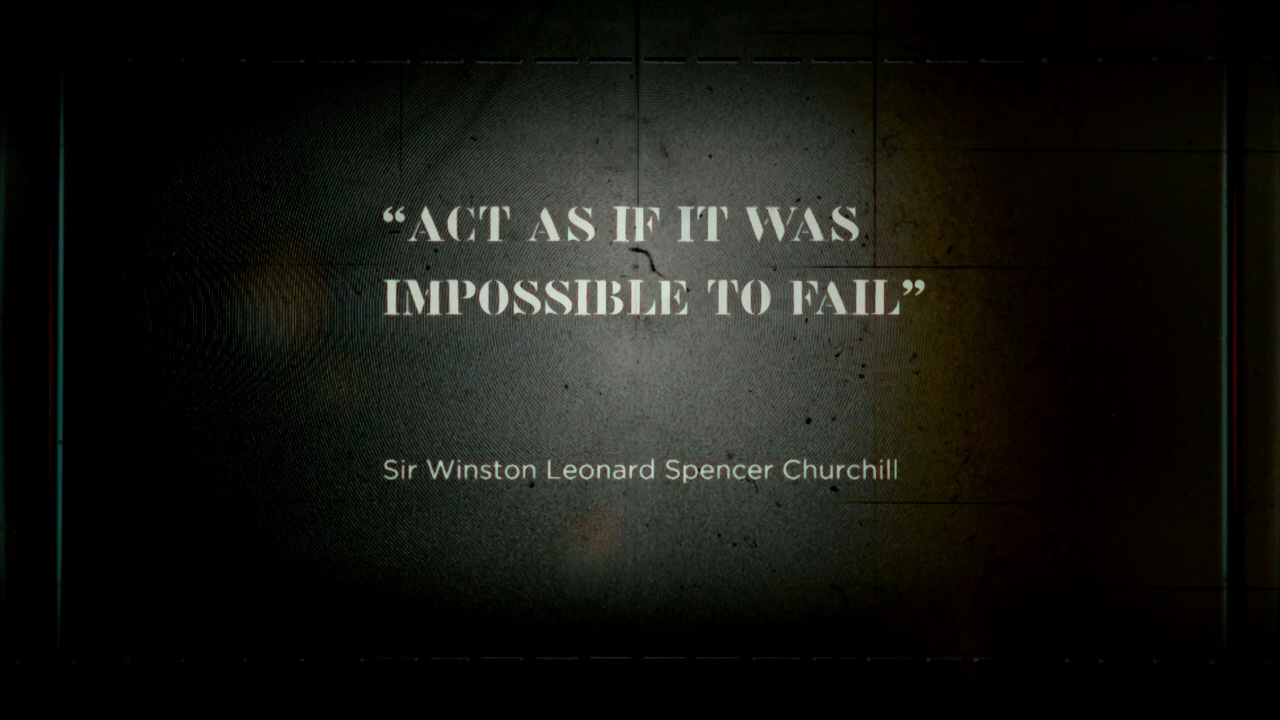 “ACT AS IF IT WAS
IMPOSSIBLE TO FAIL”
Sir Winston Leonard Spencer Churchill